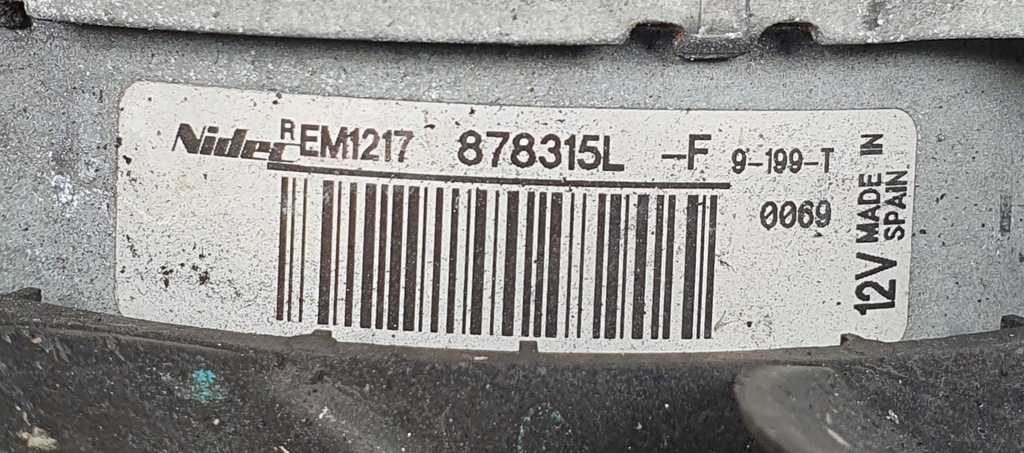 Nidec R EM1217 878315L -F 9-199-T
0069
12V MADE IN
SPAIN